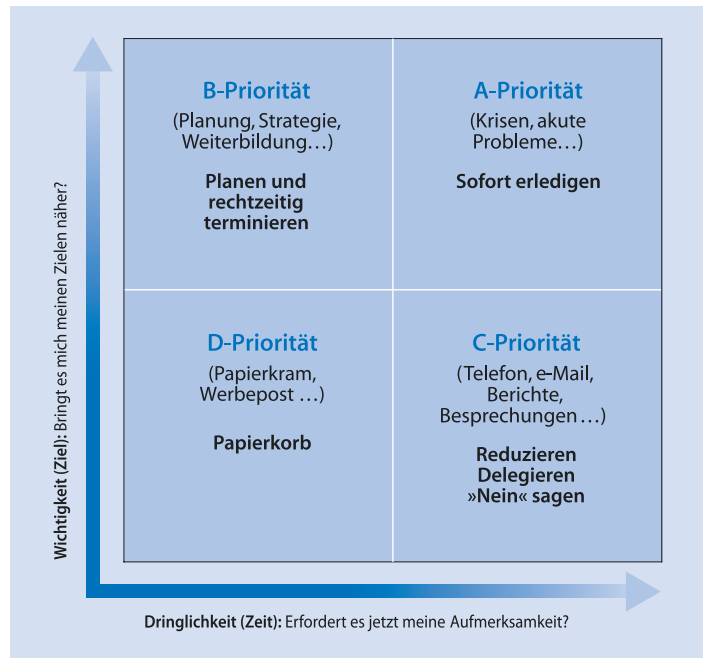 B-Priorität
(Planung, Strategie,
Weiterbildung…)
Planen und
rechtzeitig
terminieren
A-Priorität
(Krisen, akute
Probleme…)
Sofort erledigen
D-Priorität
(Papierkram,
Werbepost …)
Papierkorb
C-Priorität
(Telefon, e-Mail,
Berichte,
Besprechungen …)
Reduzieren
Delegieren
»Nein« sagen
Wichtigkeit (Ziel): Bringt es mich meinen Zielen näher?
Dringlichkeit (Zeit): Erfordert es jetzt meine Aufmerksamkeit?